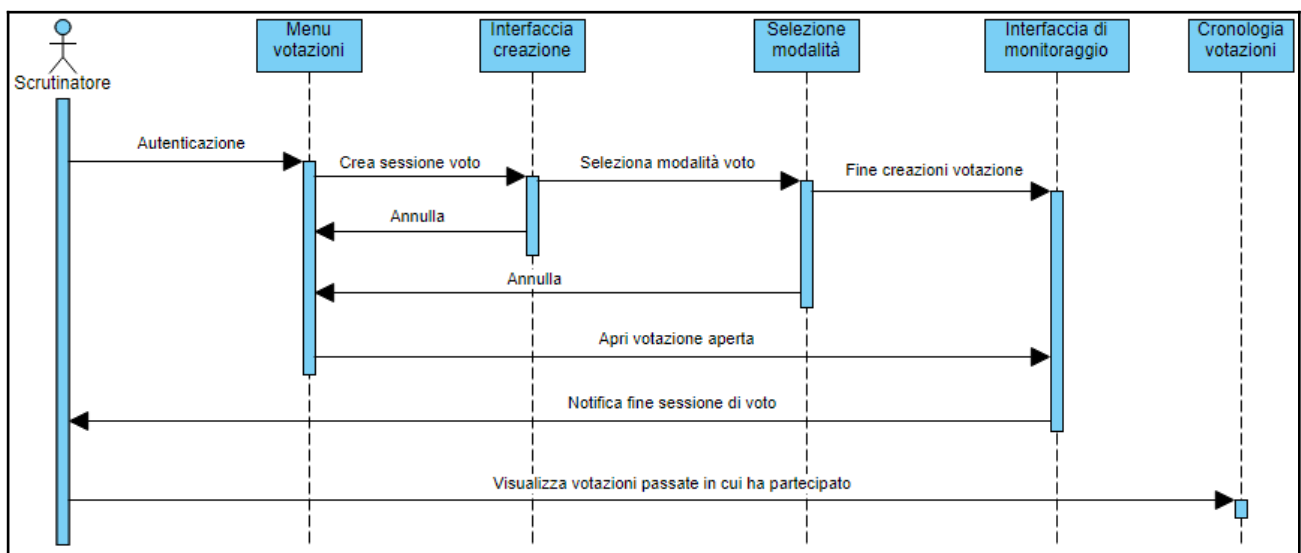 Menu
votazioni
Interfaccia
creazione
Selezione
modalità
Interfaccia di
monitoraggio
Cronologia
votazioni
Scrutinatore
Autenticazione
Crea sessione voto
Seleziona modalità voto
Fine creazioni votazione
Annulla
Annulla
Apri votazione aperta
Notifica fine sessione di voto
Visualizza votazioni passate in cui ha partecipato